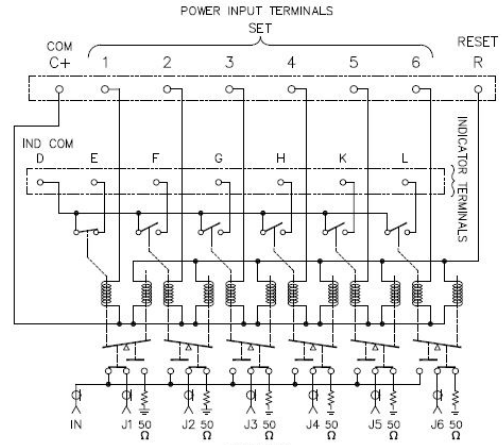 POWER INPUT TERMINALS
SET
COM
C+ 1 2 3 4 5 6
RESET
R
IND COM
D E F G H K L
INDICATOR TERMINALS
IN J1 50 Ω J2 50 Ω J3 50 Ω J4 50 Ω J5 50 Ω J6 50 Ω